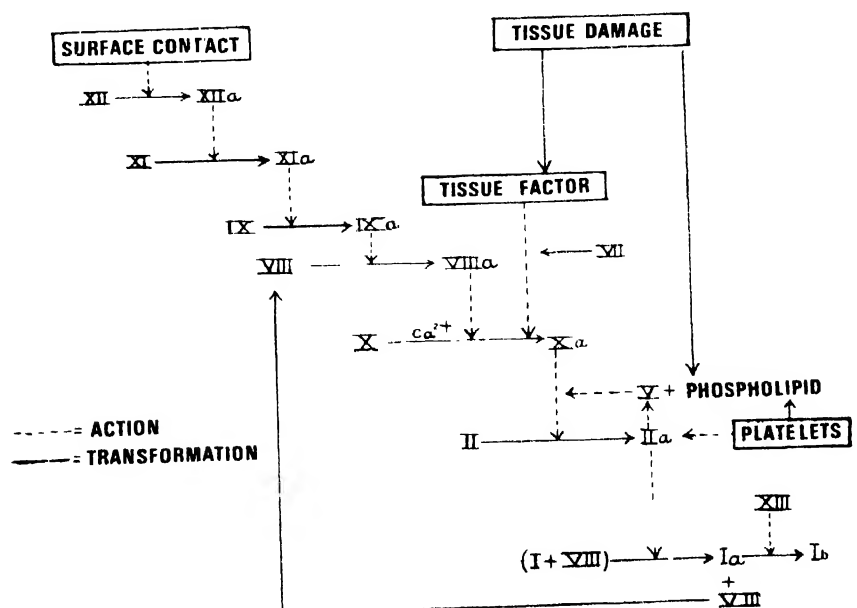 TISSUE DAMAGE
SURFACE CONTACT
XII XIIa
XI XIa
TISSUE FACTOR
IX IXa
VII
VIII VIIIa
X Ca²⁺ Xa
V + PHOSPHOLIPID
----= ACTION
II IIa PLATELETS
——= TRANSFORMATION
XIII
(I + VIII) Ia Ib
+
VIII